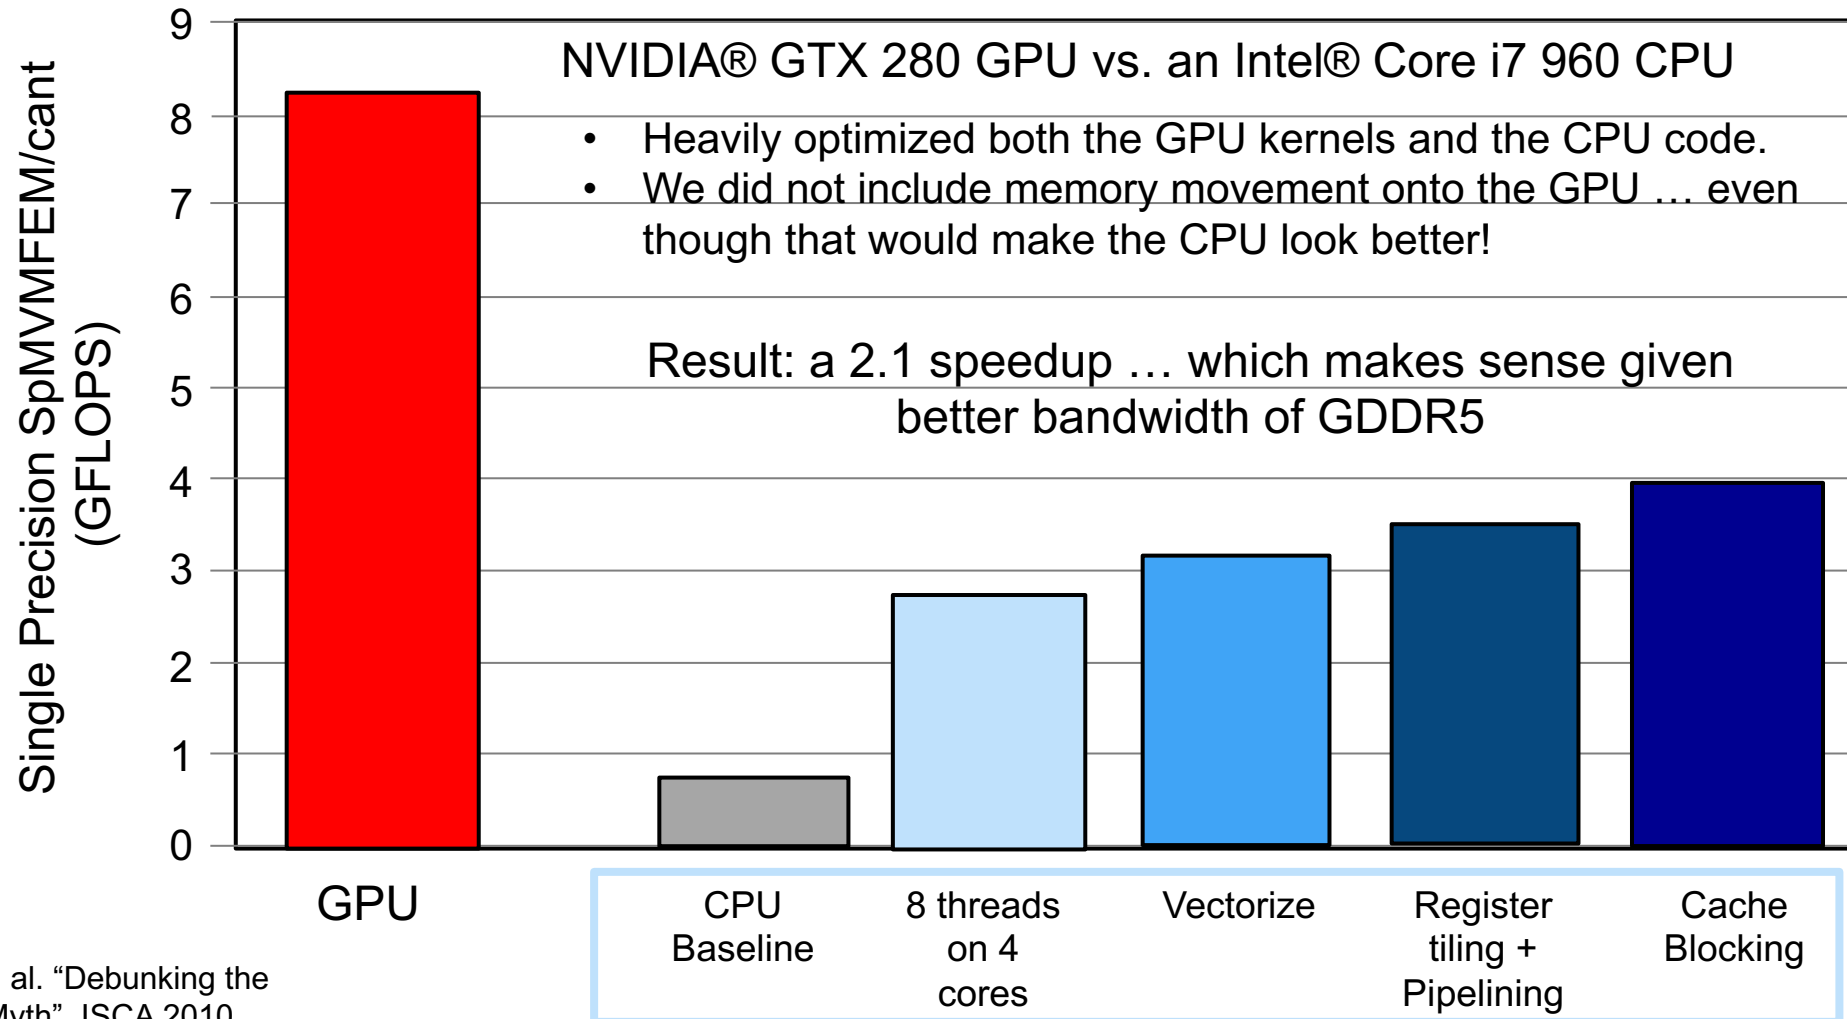 9
8
7
6
5
4
3
2
1
0
Single Precision SpMVMFEM/cant
(GFLOPS)
NVIDIA® GTX 280 GPU vs. an Intel® Core i7 960 CPU
• Heavily optimized both the GPU kernels and the CPU code.
• We did not include memory movement onto the GPU … even
though that would make the CPU look better!
Result: a 2.1 speedup … which makes sense given
better bandwidth of GDDR5
GPU
CPU
Baseline
8 threads
on 4
cores
Vectorize
Register
tiling +
Pipelining
Cache
Blocking
al. “Debunking the
Myth”, ISCA 2010